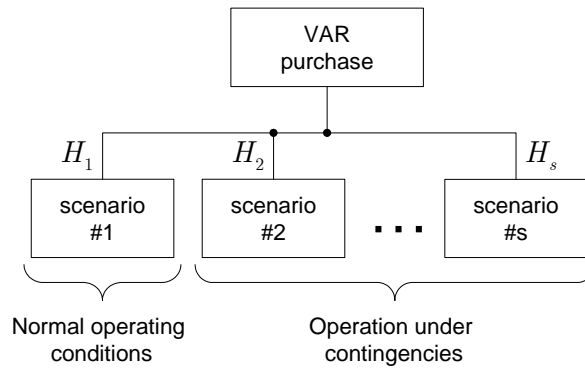 VAR
purchase
H₁
H₂
Hₛ
scenario
#1
scenario
#2
...
scenario
#s
Normal operating
conditions
Operation under
contingencies